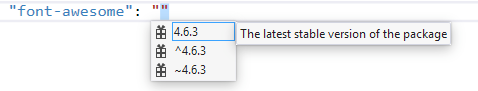 "font-awesome": ""
4.6.3
The latest stable version of the package
^4.6.3
~4.6.3